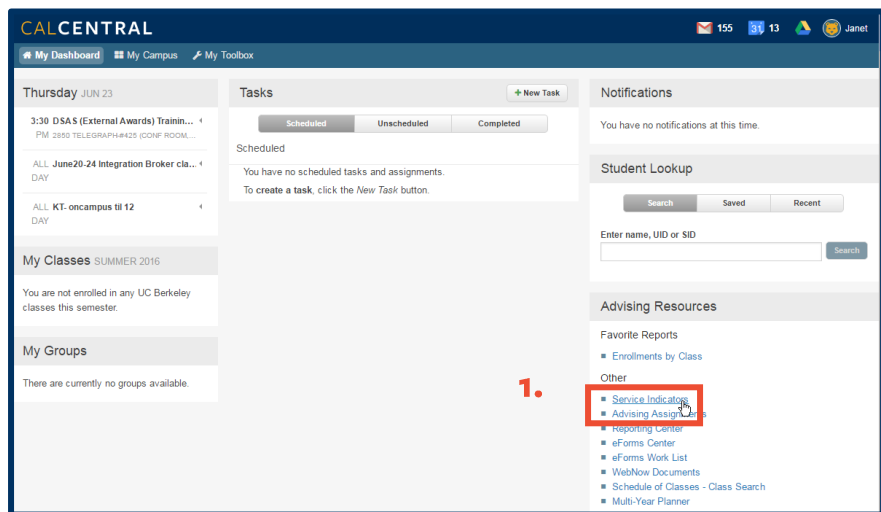 CALCENTRAL
155
31 13
Janet
My Dashboard
My Campus
My Toolbox
Thursday JUN 23
3:30 DSAS (External Awards) Trainin...
PM 2850 TELEGRAPH-#425 (CONF ROOM, ...
ALL June20-24 Integration Broker cla...
DAY
ALL KT- oncampus til 12
DAY
My Classes SUMMER 2016
You are not enrolled in any UC Berkeley
classes this semester.
My Groups
There are currently no groups available.
Tasks
+ New Task
Scheduled
Unscheduled
Completed
Scheduled
You have no scheduled tasks and assignments.
To create a task, click the New Task button.
Notifications
You have no notifications at this time.
Student Lookup
Search
Saved
Recent
Enter name, UID or SID
Search
Advising Resources
Favorite Reports
Enrollments by Class
Other
1.
Service Indicators
Advising Assignments
Reporting Center
eForms Center
eForms Work List
WebNow Documents
Schedule of Classes - Class Search
Multi-Year Planner